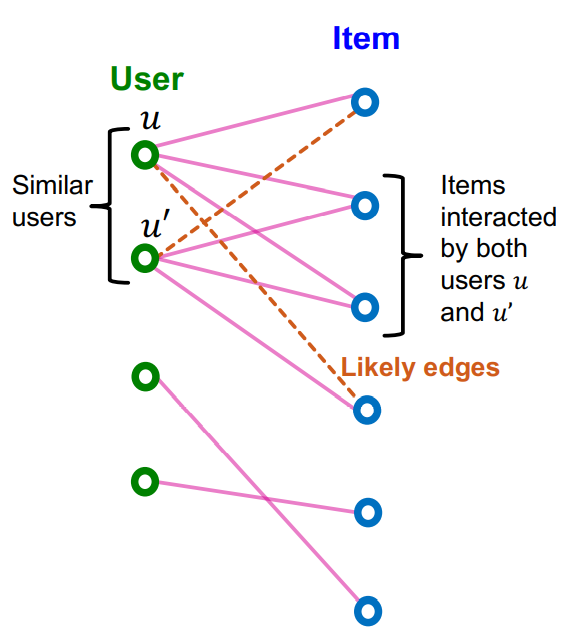 Item
User
u
Similar
users
u'
Items
interacted
by both
users u
and u'
Likely edges